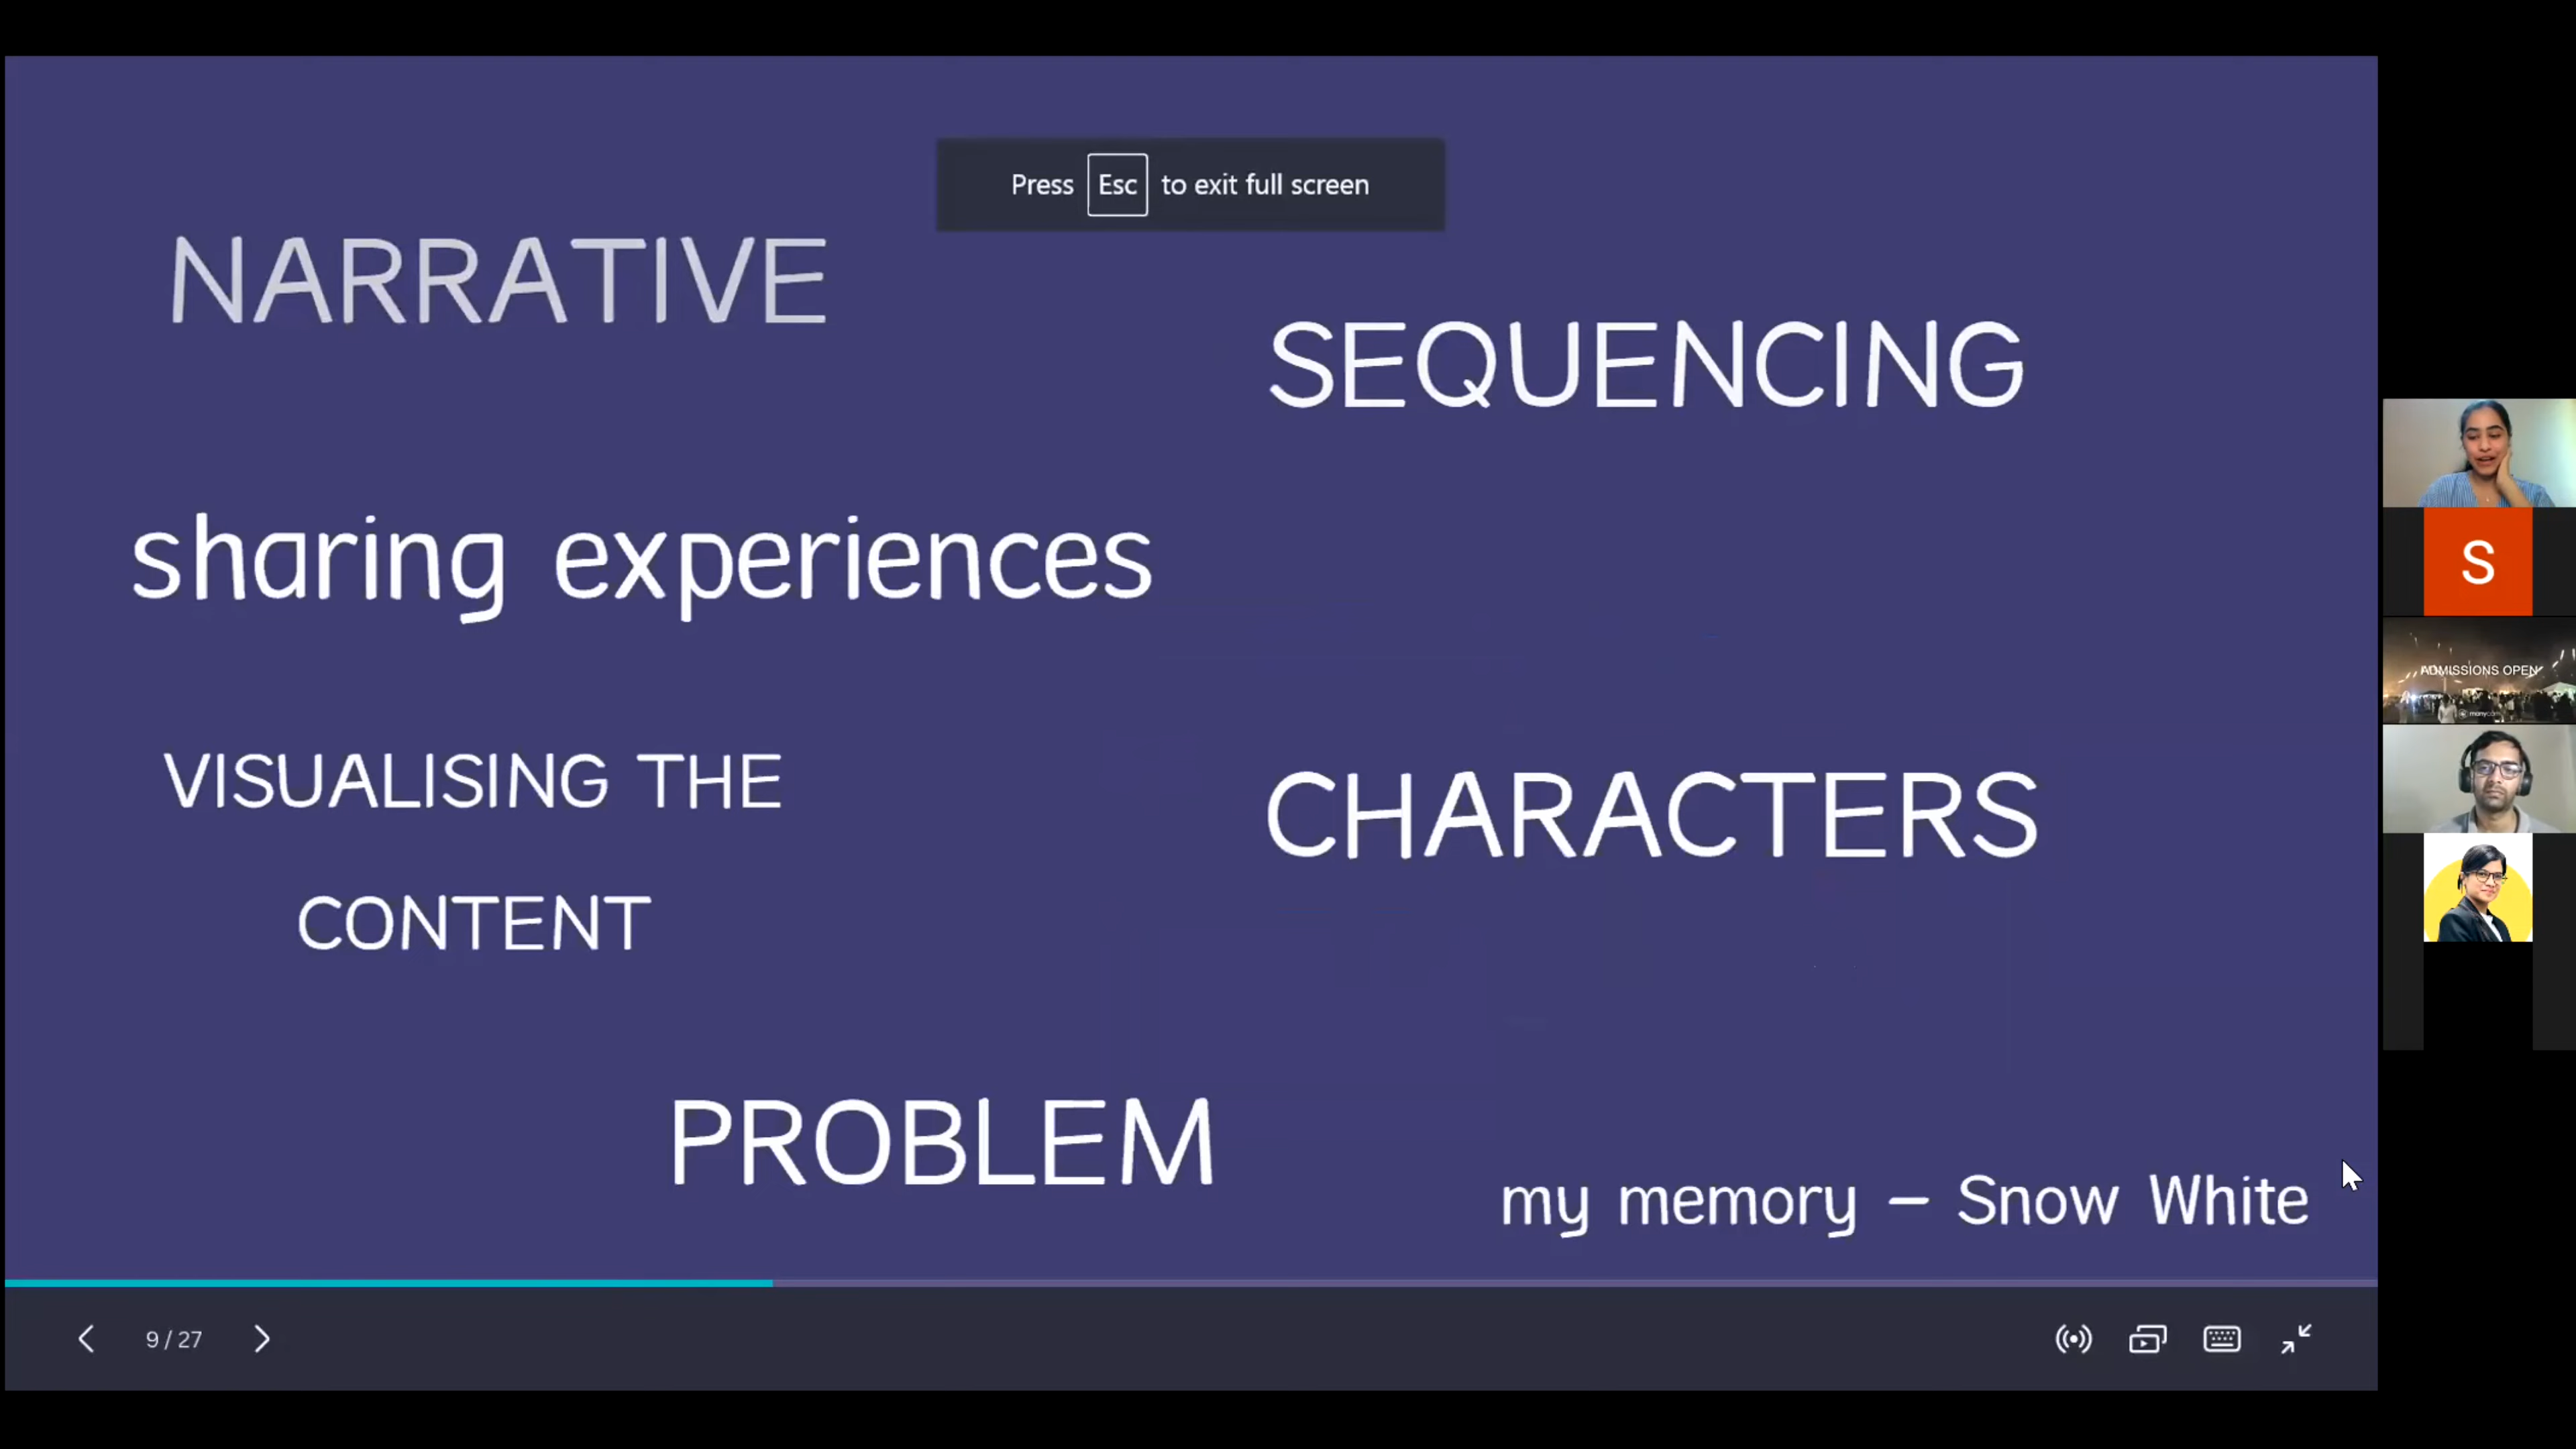 Press Esc to exit full screen
NARRATIVE
SEQUENCING
sharing experiences
VISUALISING THE
CONTENT
CHARACTERS
PROBLEM
my memory – Snow White
9 / 27
S
ADMISSIONS OPEN